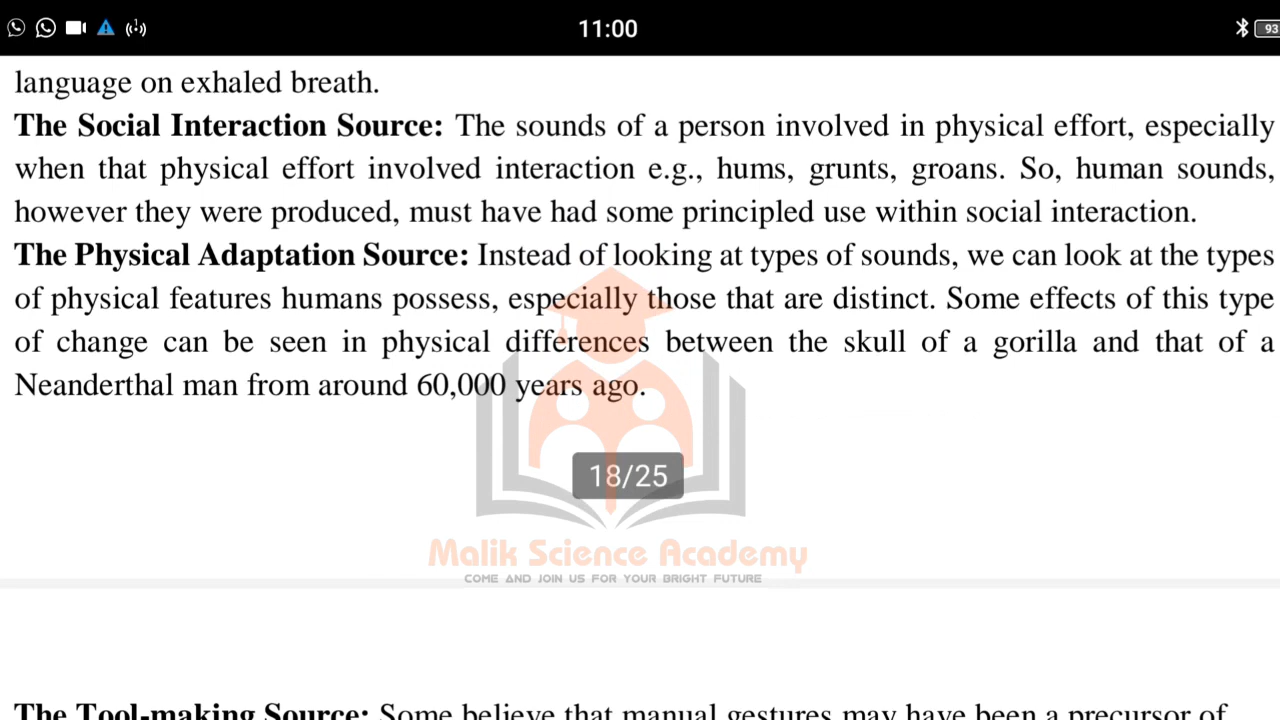 11:00
93
language on exhaled breath.
The Social Interaction Source: The sounds of a person involved in physical effort, especially
when that physical effort involved interaction e.g., hums, grunts, groans. So, human sounds,
however they were produced, must have had some principled use within social interaction.
The Physical Adaptation Source: Instead of looking at types of sounds, we can look at the types
of physical features humans possess, especially those that are distinct. Some effects of this type
of change can be seen in physical differences between the skull of a gorilla and that of a
Neanderthal man from around 60,000 years ago.
18/25
Malik Science Academy
COME AND JOIN US FOR YOUR BRIGHT FUTURE
The Tool-making Source: Some believe that manual gestures may have been a precursor of